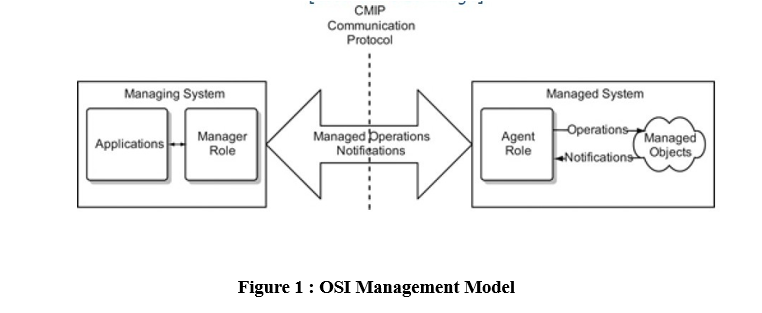 CMIP
Communication
Protocol
Managing System
Managed System
Applications
Manager
Role
Managed Operations
Notifications
Agent
Role
Operations
Notifications
Managed
Objects
Figure 1 : OSI Management Model